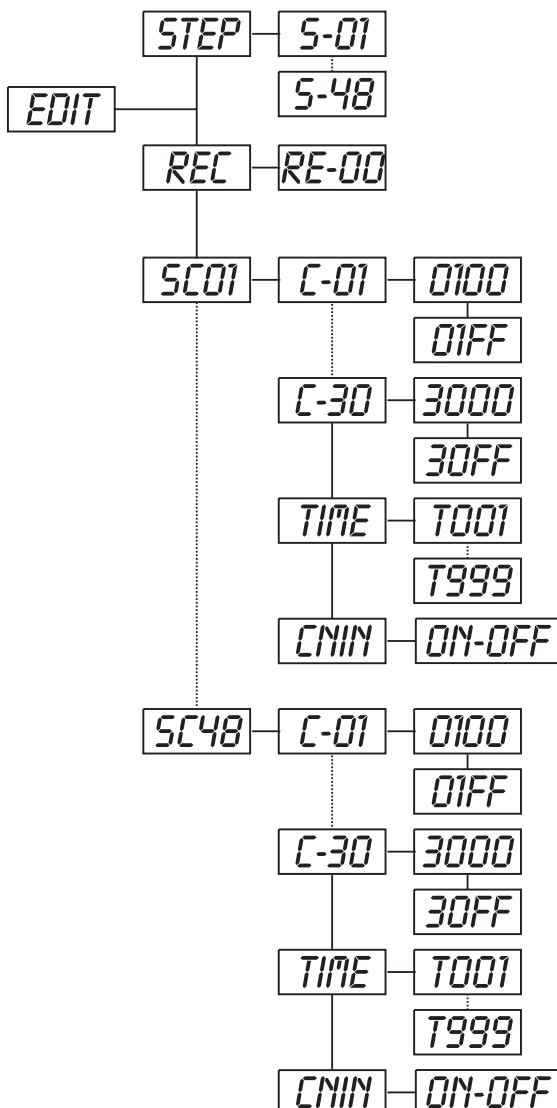 STEP S-01
S-48
EDIT
REC RE-00
SC01 C-01 0100
01FF
C-30 3000
30FF
TIME T001
T999
CNIN ON-OFF
SC48 C-01 0100
01FF
C-30 3000
30FF
TIME T001
T999
CNIN ON-OFF